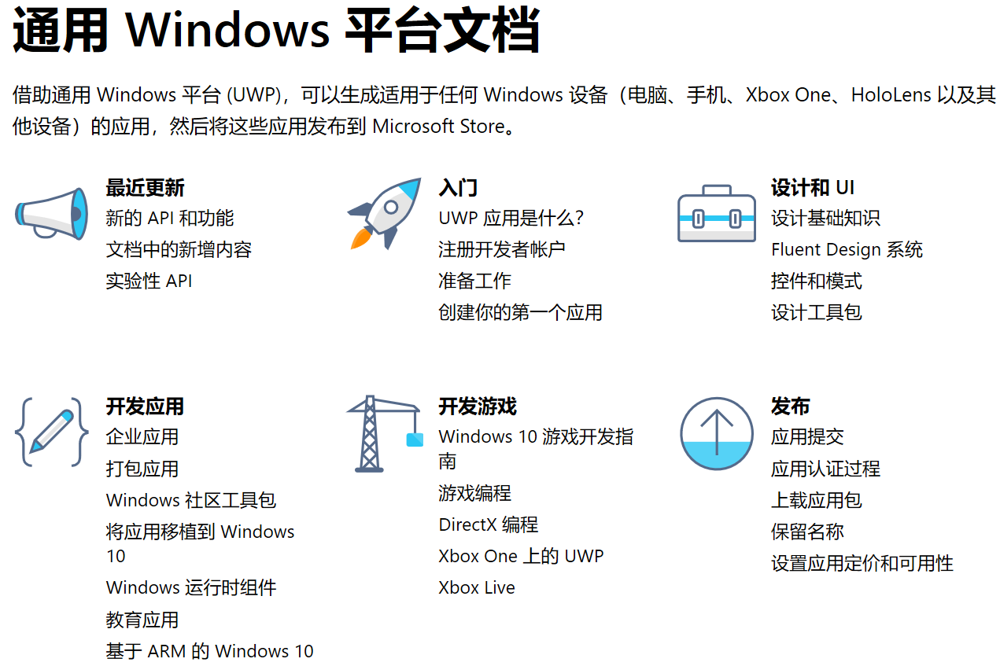 通用 Windows 平台文档
借助通用 Windows 平台 (UWP)，可以生成适用于任何 Windows 设备（电脑、手机、Xbox One、HoloLens 以及其
他设备）的应用，然后将这些应用发布到 Microsoft Store。
最近更新
新的 API 和功能
文档中的新增内容
实验性 API
入门
UWP 应用是什么？
注册开发者帐户
准备工作
创建你的第一个应用
设计和 UI
设计基础知识
Fluent Design 系统
控件和模式
设计工具包
开发应用
企业应用
打包应用
Windows 社区工具包
将应用移植到 Windows
10
Windows 运行时组件
教育应用
基于 ARM 的 Windows 10
开发游戏
Windows 10 游戏开发指
南
游戏编程
DirectX 编程
Xbox One 上的 UWP
Xbox Live
发布
应用提交
应用认证过程
上载应用包
保留名称
设置应用定价和可用性